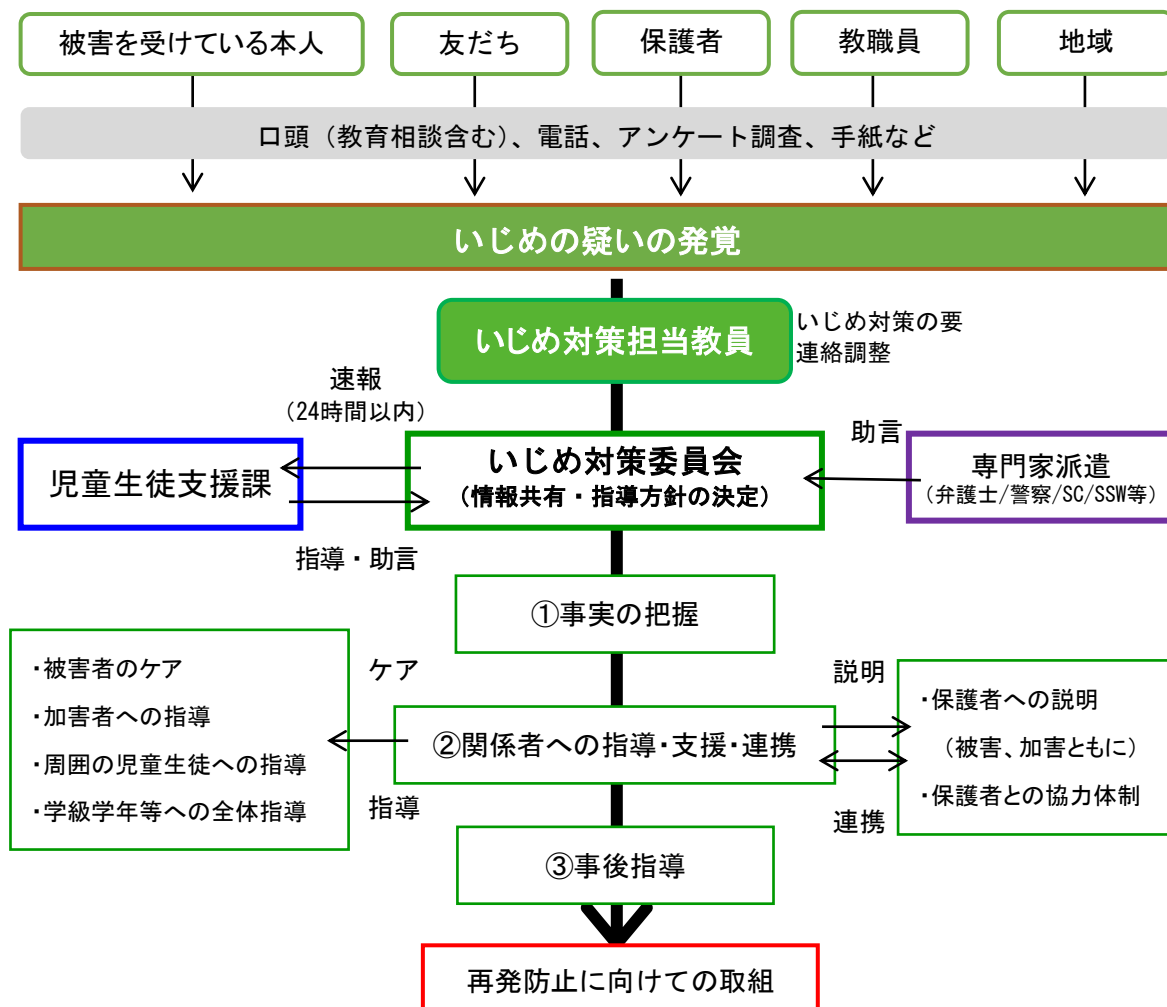 被害を受けている本人
友だち
保護者
教職員
地域
口頭（教育相談含む）、電話、アンケート調査、手紙など
いじめの疑いの発覚
いじめ対策担当教員
いじめ対策の要
連絡調整
速報
（24時間以内）
児童生徒支援課
いじめ対策委員会
（情報共有・指導方針の決定）
助言
専門家派遣
（弁護士/警察/SC/SSW等）
指導・助言
①事実の把握
・被害者のケア
・加害者への指導
・周囲の児童生徒への指導
・学級学年等への全体指導
ケア
指導
②関係者への指導・支援・連携
説明
連携
・保護者への説明
（被害、加害ともに）
・保護者との協力体制
③事後指導
再発防止に向けての取組